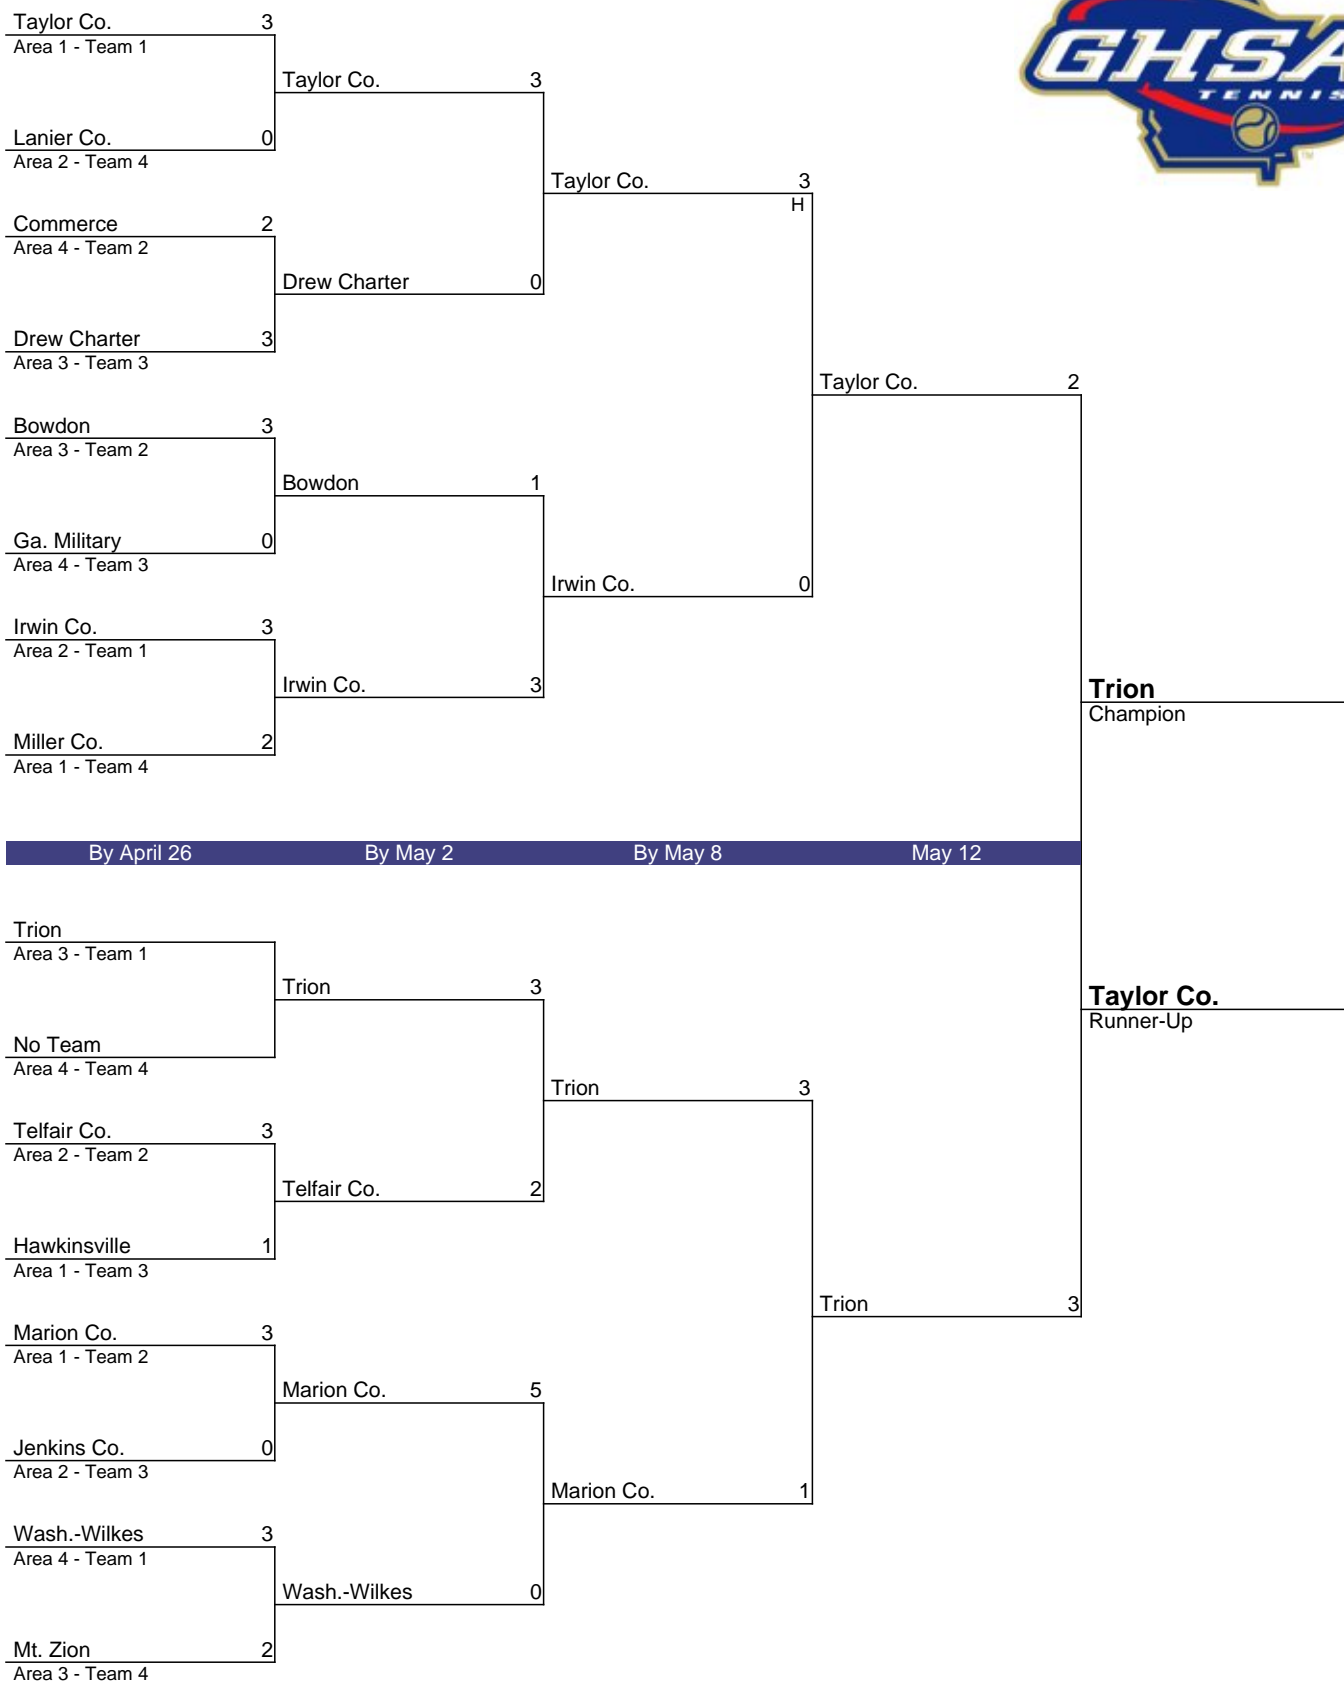 GHSA
TENNIS
Taylor Co. 3
Area 1 - Team 1
Taylor Co. 3
Lanier Co. 0
Area 2 - Team 4
Taylor Co. 3
H
Commerce 2
Area 4 - Team 2
Drew Charter 0
Drew Charter 3
Area 3 - Team 3
Taylor Co. 2
Bowdon 3
Area 3 - Team 2
Bowdon 1
Ga. Military 0
Area 4 - Team 3
Irwin Co. 0
Irwin Co. 3
Area 2 - Team 1
Irwin Co. 3
Trion
Champion
Miller Co. 2
Area 1 - Team 4
By April 26 By May 2 By May 8 May 12
Trion
Area 3 - Team 1
Trion 3
Taylor Co.
Runner-Up
No Team
Area 4 - Team 4
Trion 3
Telfair Co. 3
Area 2 - Team 2
Telfair Co. 2
Hawkinsville 1
Area 1 - Team 3
Trion 3
Marion Co. 3
Area 1 - Team 2
Marion Co. 5
Jenkins Co. 0
Area 2 - Team 3
Marion Co. 1
Wash.-Wilkes 3
Area 4 - Team 1
Wash.-Wilkes 0
Mt. Zion 2
Area 3 - Team 4